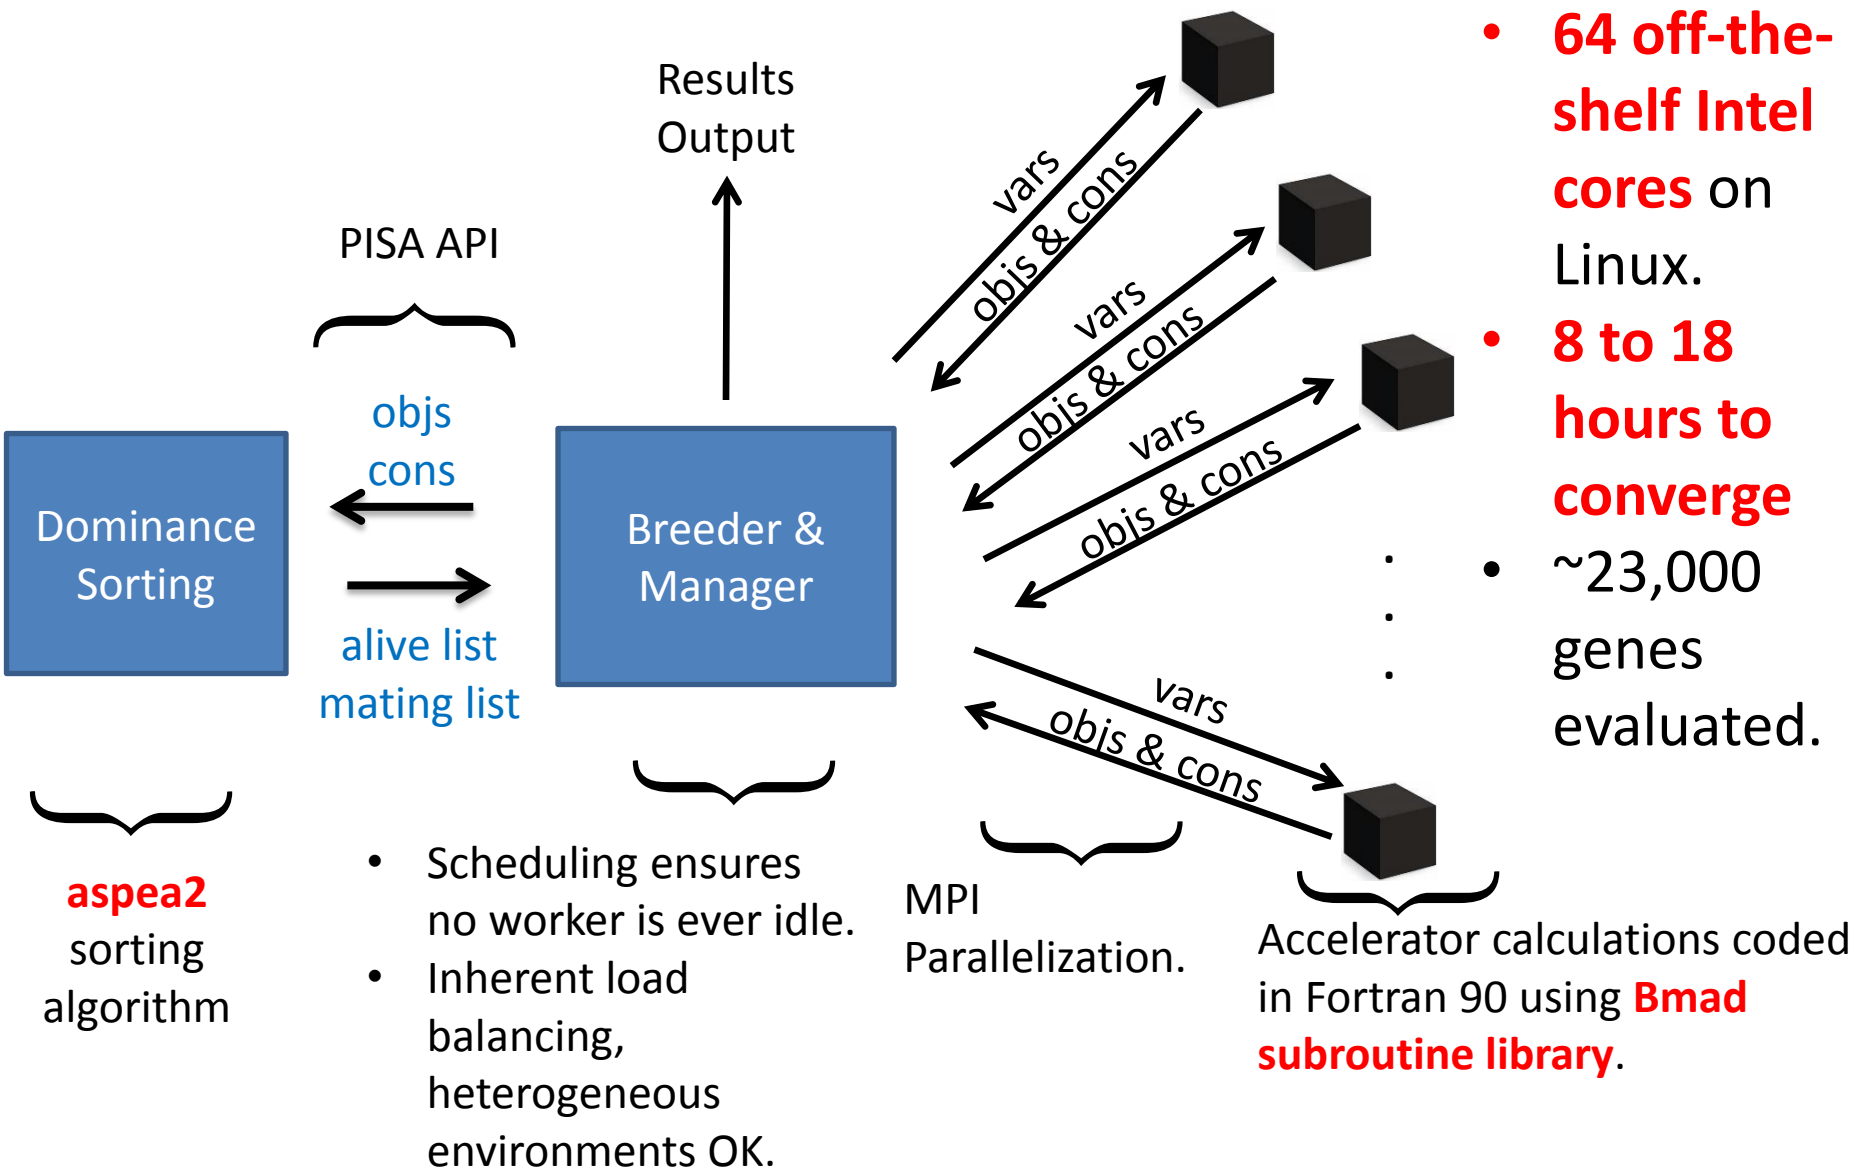 Results
Output
PISA API
objs
cons
Dominance
Sorting
alive list
mating list
Breeder &
Manager
vars
objs & cons
vars
objs & cons
vars
objs & cons
.
.
.
vars
objs & cons
• 64 off-the-
shelf Intel
cores on
Linux.
• 8 to 18
hours to
converge
• ~23,000
genes
evaluated.
aspea2
sorting
algorithm
• Scheduling ensures
no worker is ever idle.
• Inherent load
balancing,
heterogeneous
environments OK.
MPI
Parallelization.
Accelerator calculations coded
in Fortran 90 using Bmad
subroutine library.